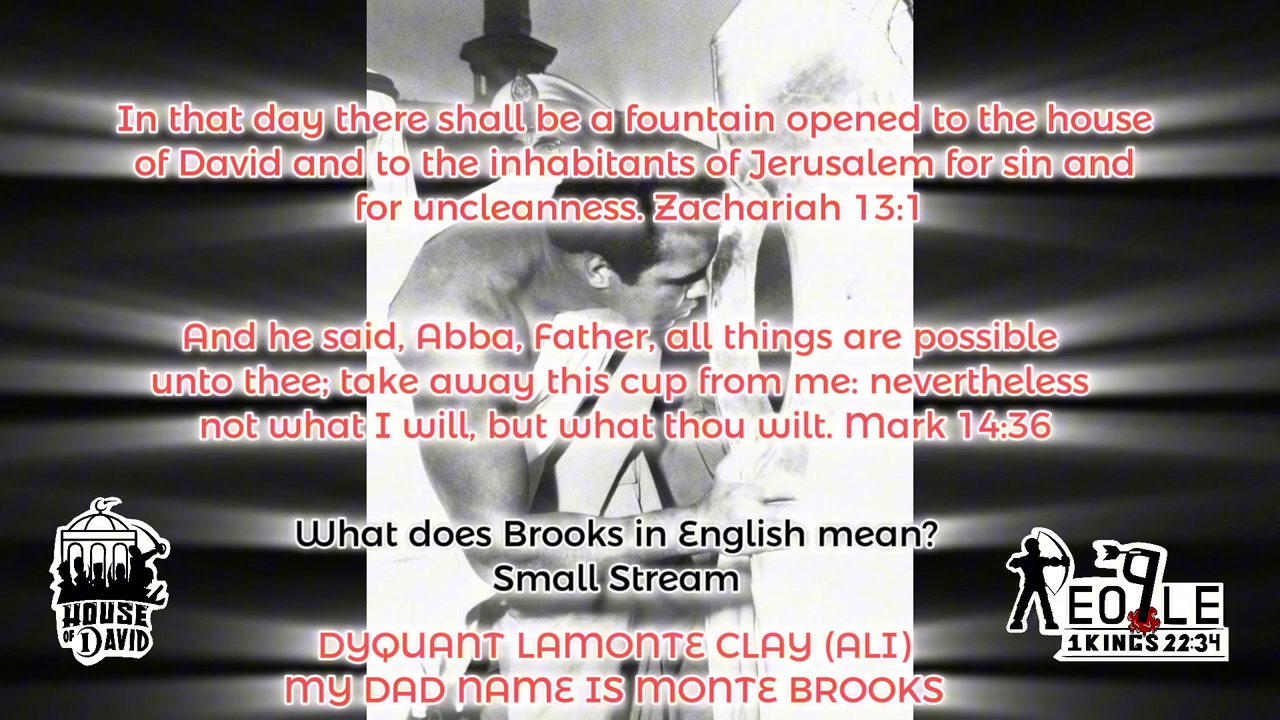 In that day there shall be a fountain opened to the house
of David and to the inhabitants of Jerusalem for sin and
for uncleanness. Zachariah 13:1
And he said, Abba, Father, all things are possible
unto thee; take away this cup from me: nevertheless
not what I will, but what thou wilt. Mark 14:36
What does Brooks in English mean?
Small Stream
DYQUANT LAMONTE CLAY (ALI)
MY DAD NAME IS MONTE BROOKS
HOUSE
OF DAVID
1KINGS 22:34